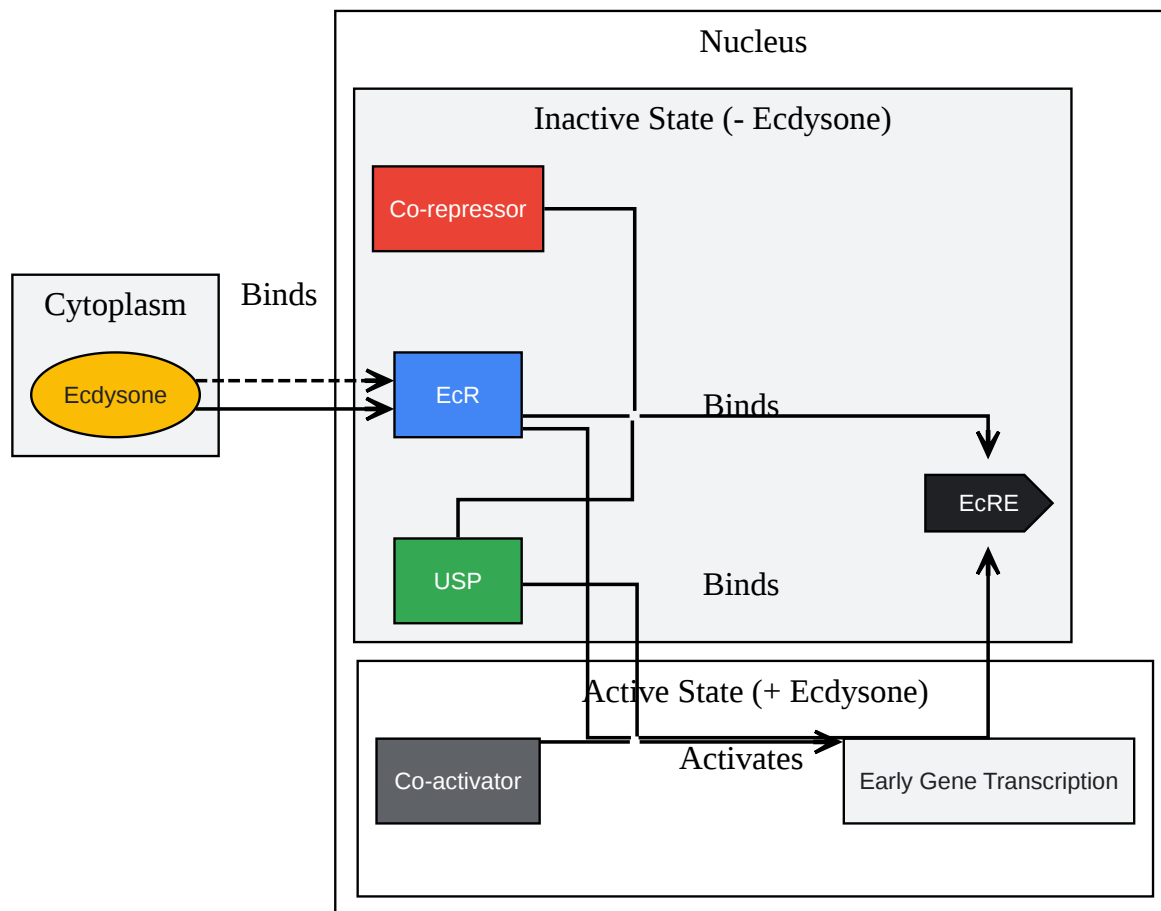 Nucleus
Inactive State (- Ecdysone)
Co-repressor
Cytoplasm
Binds
Ecdysone
EcR
Binds
EcRE
USP
Binds
Active State (+ Ecdysone)
Activates
Co-activator
Early Gene Transcription